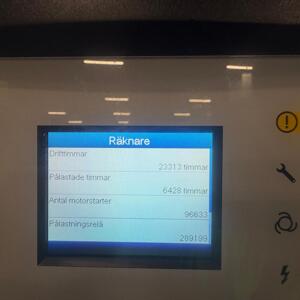 Räknare
Drifttimmar
23313 timmar
Pålastade timmar
6428 timmar
Antal motorstarter
96633
Pålastningsrelä
289199